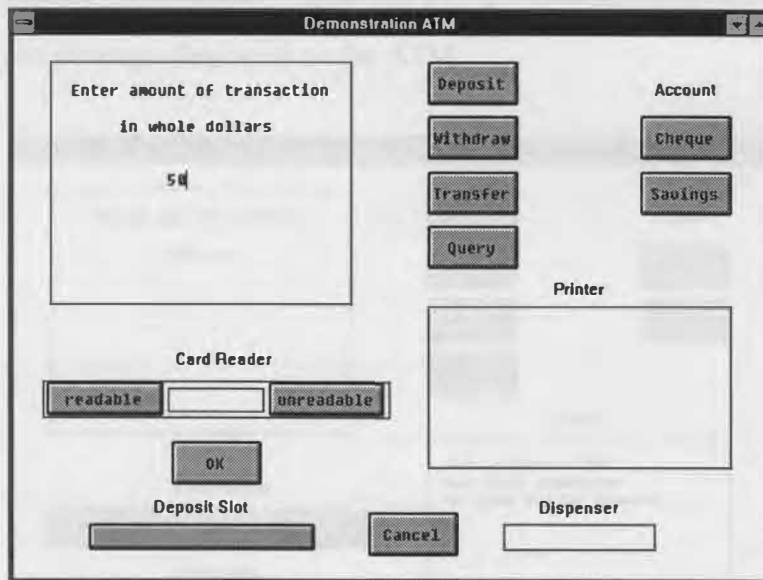 Demonstration ATM
Enter amount of transaction
in whole dollars
50
Deposit
Withdraw
Transfer
Query
Account
Cheque
Savings
Printer
Card Reader
readable
unreadable
OK
Deposit Slot
Cancel
Dispenser